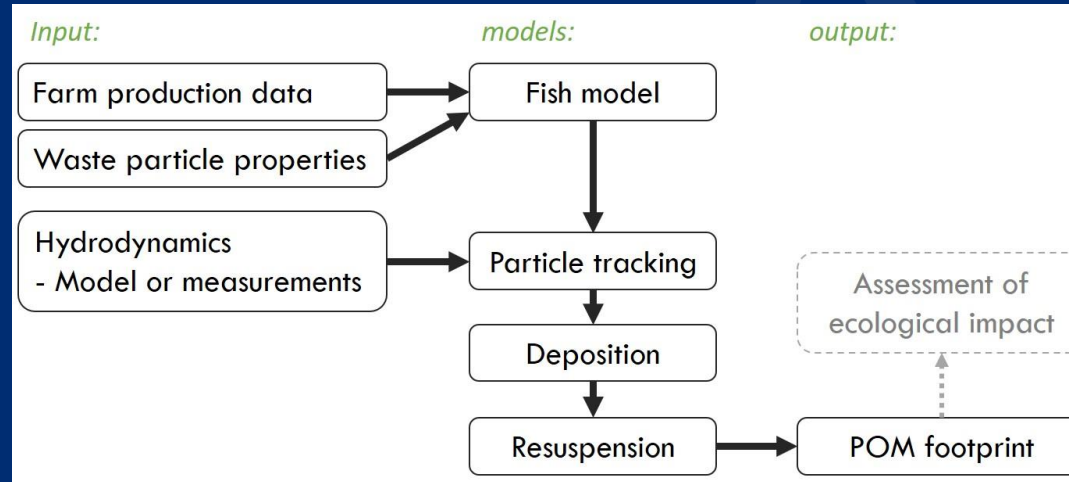 Input:
models:
output:
Farm production data
Fish model
Waste particle properties
Hydrodynamics
- Model or measurements
Particle tracking
Assessment of
ecological impact
Deposition
Resuspension
POM footprint